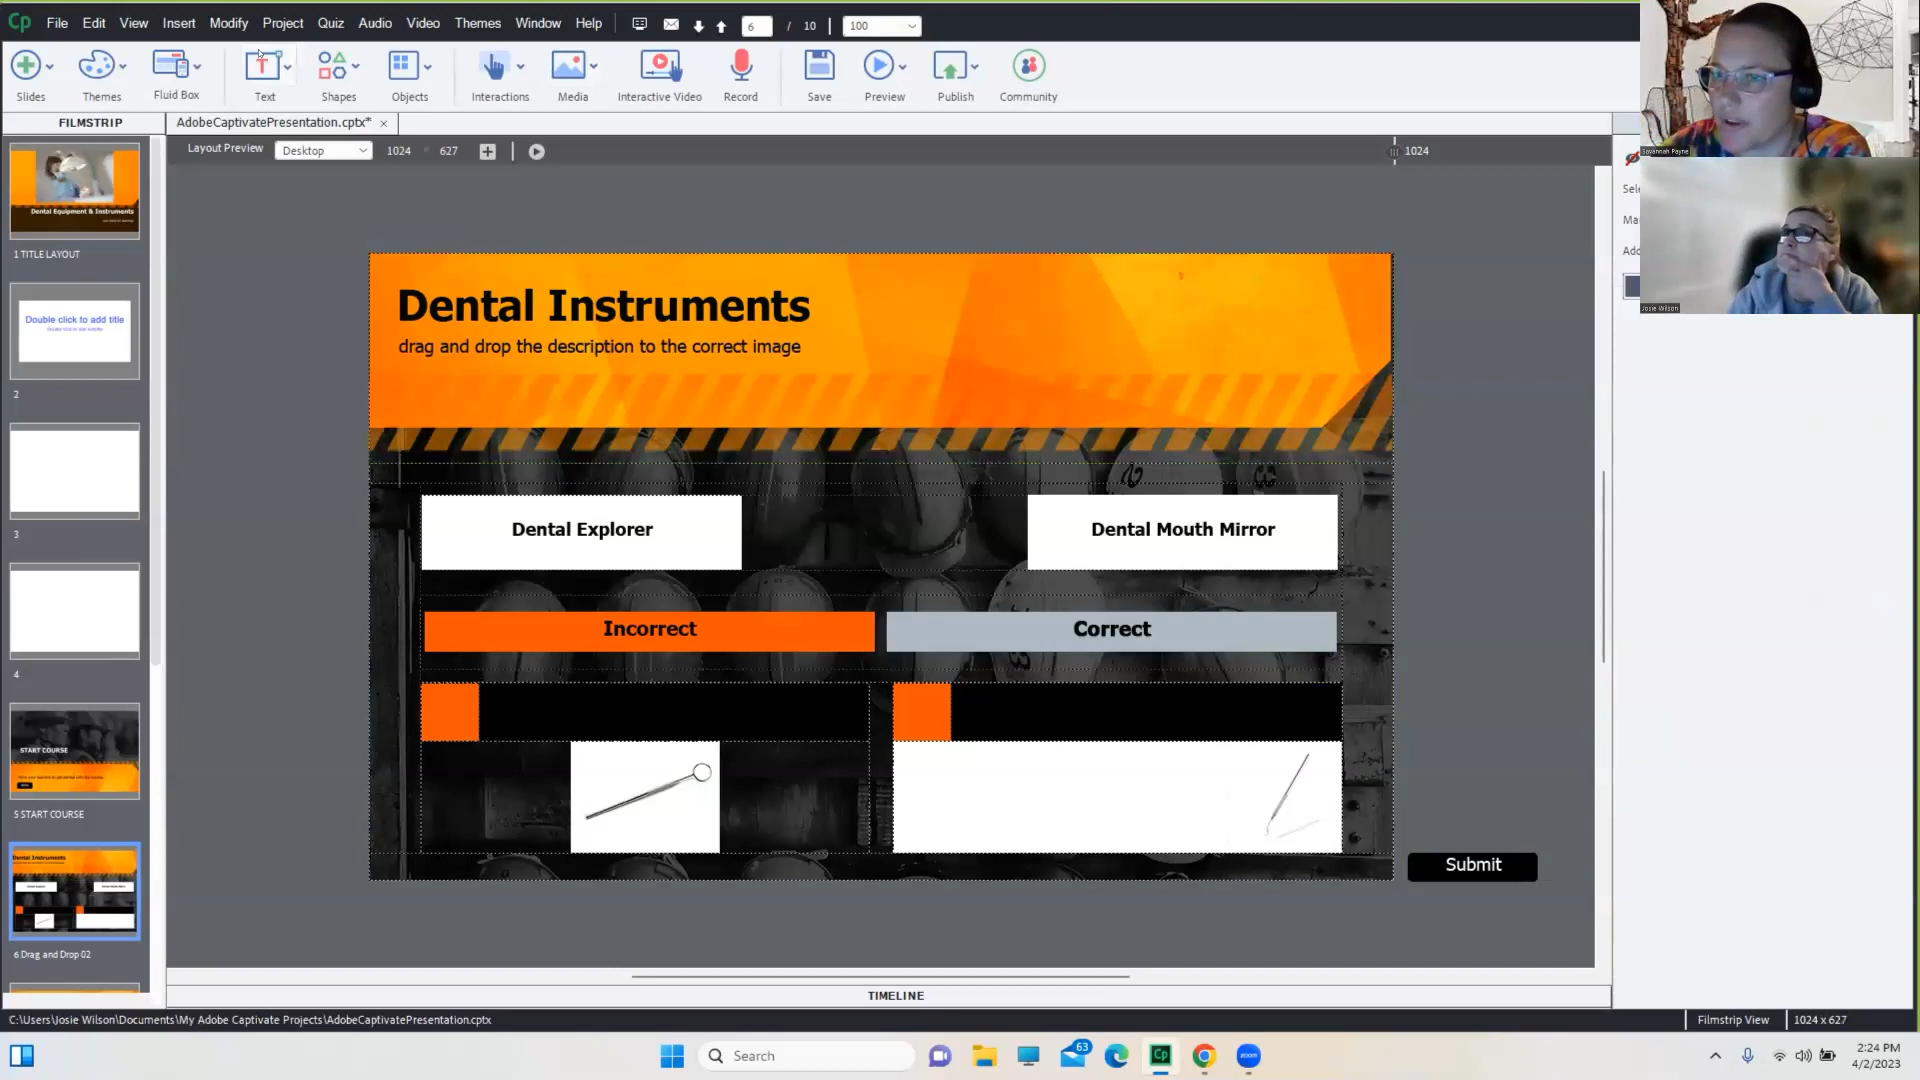 Cp File Edit View Insert Modify Project Quiz Audio Video Themes Window Help 6 / 10 100
Slides Themes Fluid Box Text Shapes Objects Interactions Media Interactive Video Record Save Preview Publish Community
FILMSTRIP
AdobeCaptivatePresentation.cptx* ×
Layout Preview Desktop 1024 627 1024
Savannah Payne
Josie Wilson
Dental Equipment & Instruments
1 TITLE LAYOUT
Double click to add title
2
3
4
START COURSE
5 START COURSE
Dental Instruments
6 Drag and Drop 02
Dental Instruments
drag and drop the description to the correct image
Dental Explorer
Dental Mouth Mirror
Incorrect
Correct
Submit
TIMELINE
C:\Users\Josie Wilson\Documents\My Adobe Captivate Projects\AdobeCaptivatePresentation.cptx
Filmstrip View
1024 x 627
Search
63
Cp
zoom
2:24 PM
4/2/2023